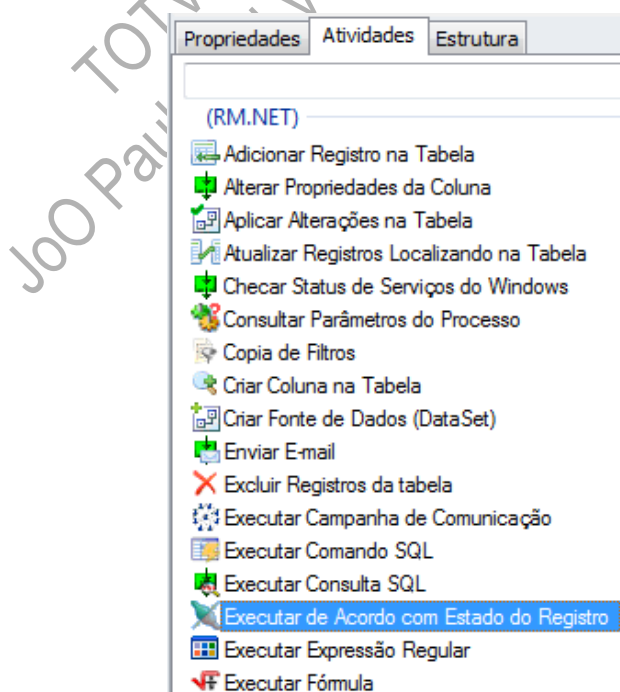 TOTV
JoO Paul
Propriedades Atividades Estrutura
(RM.NET)
Adicionar Registro na Tabela
Alterar Propriedades da Coluna
Aplicar Alterações na Tabela
Atualizar Registros Localizando na Tabela
Checar Status de Serviços do Windows
Consultar Parâmetros do Processo
Copia de Filtros
Criar Coluna na Tabela
Criar Fonte de Dados (DataSet)
Enviar E-mail
Excluir Registros da tabela
Executar Campanha de Comunicação
Executar Comando SQL
Executar Consulta SQL
Executar de Acordo com Estado do Registro
Executar Expressão Regular
Executar Fórmula